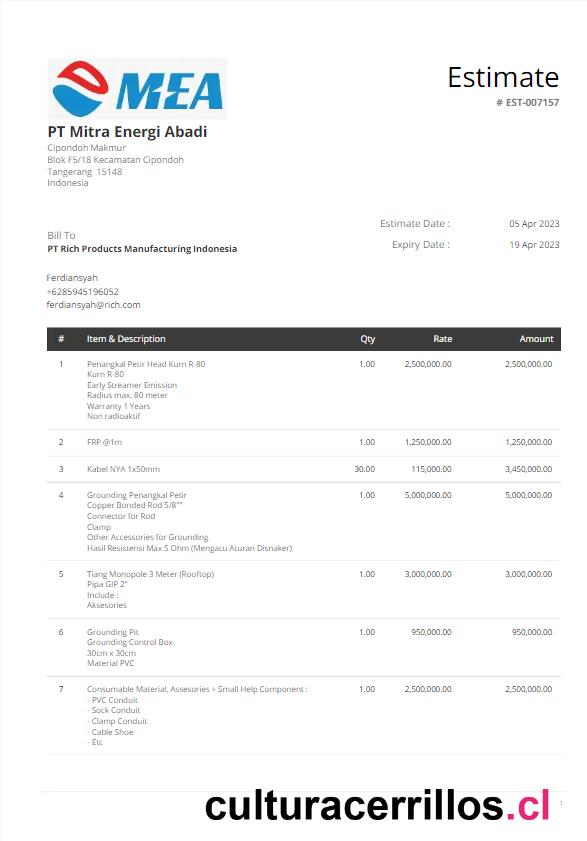 MEA
Estimate
# EST-007157
PT Mitra Energi Abadi
Cipondoh Makmur
Blok F5/18 Kecamatan Cipondoh
Tangerang 15148
Indonesia
Estimate Date : 05 Apr 2023
Bill To
Expiry Date : 19 Apr 2023
PT Rich Products Manufacturing Indonesia
Ferdiansyah
+6285945196052
ferdiansyah@rich.com
# Item & Description Qty Rate Amount
1 Penangkal Petir Head Kurn R-80 1.00 2,500,000.00 2,500,000.00
Kurn R-80
Early Streamer Emission
Radius max. 80 meter
Warranty 1 Years
Non radioaktif
2 FRP @1m 1.00 1,250,000.00 1,250,000.00
3 Kabel NYA 1x50mm 30.00 115,000.00 3,450,000.00
4 Grounding Penangkal Petir 1.00 5,000,000.00 5,000,000.00
Copper Bonded Rod 5/8""
Connector for Rod
Clamp
Other Accessories for Grounding
Hasil Resistensi Max 5 Ohm (Mengacu Aturan Disnaker)
5 Tiang Monopole 3 Meter (Rooftop) 1.00 3,000,000.00 3,000,000.00
Pipa GIP 2"
Include :
Aksesories
6 Grounding Pit 1.00 950,000.00 950,000.00
Grounding Control Box
30cm x 30cm
Material PVC
7 Consumable Material, Assesories + Small Help Component : 1.00 2,500,000.00 2,500,000.00
- PVC Conduit
- Sock Conduit
- Clamp Conduit
- Cable Shoe
- Etc
culturacerrillos.cl
1